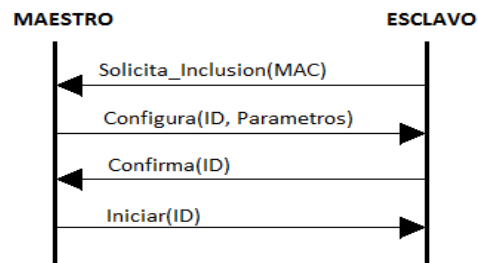 MAESTRO ESCLAVO
Solicita_Inclusion(MAC)
Configura(ID, Parametros)
Confirma(ID)
Iniciar(ID)